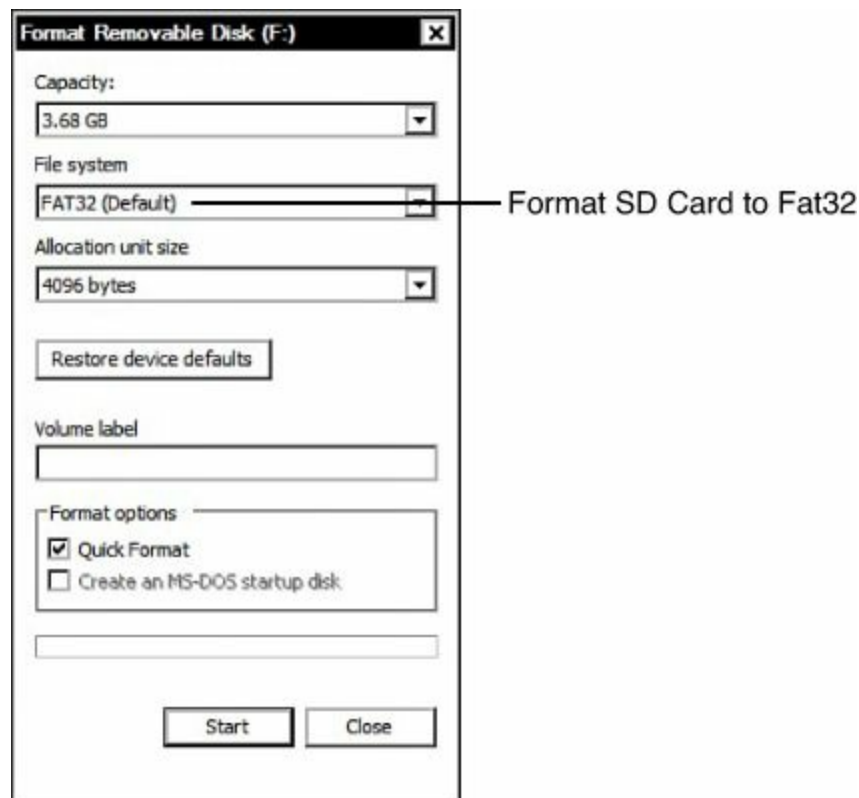 Format Removable Disk (F:)
Capacity:
3.68 GB
File system
FAT32 (Default)
Format SD Card to Fat32
Allocation unit size
4096 bytes
Restore device defaults
Volume label
Format options
Quick Format
Create an MS-DOS startup disk
Start
Close